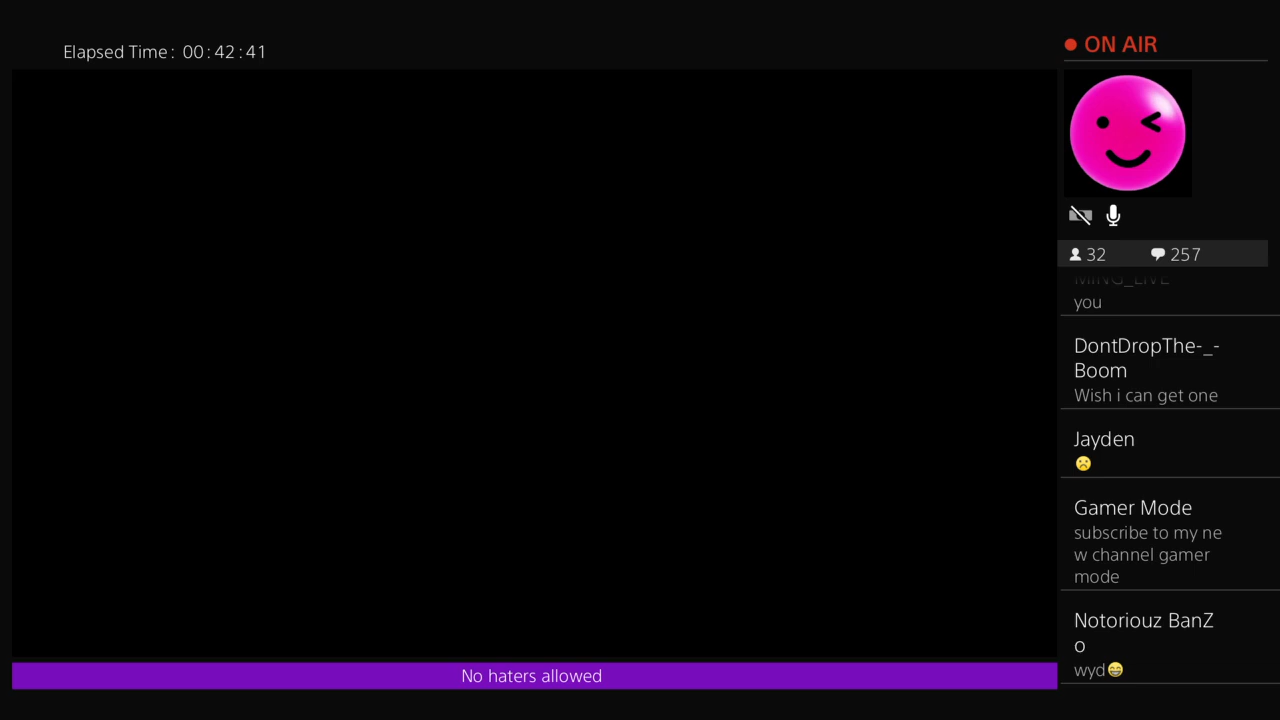 Elapsed Time: 00:42:41
ON AIR
32 257
MING_LIVE
you
DontDropThe-_-
Boom
Wish i can get one
Jayden
☹️
Gamer Mode
subscribe to my ne
w channel gamer
mode
Notoriouz BanZ
o
wyd😁
No haters allowed